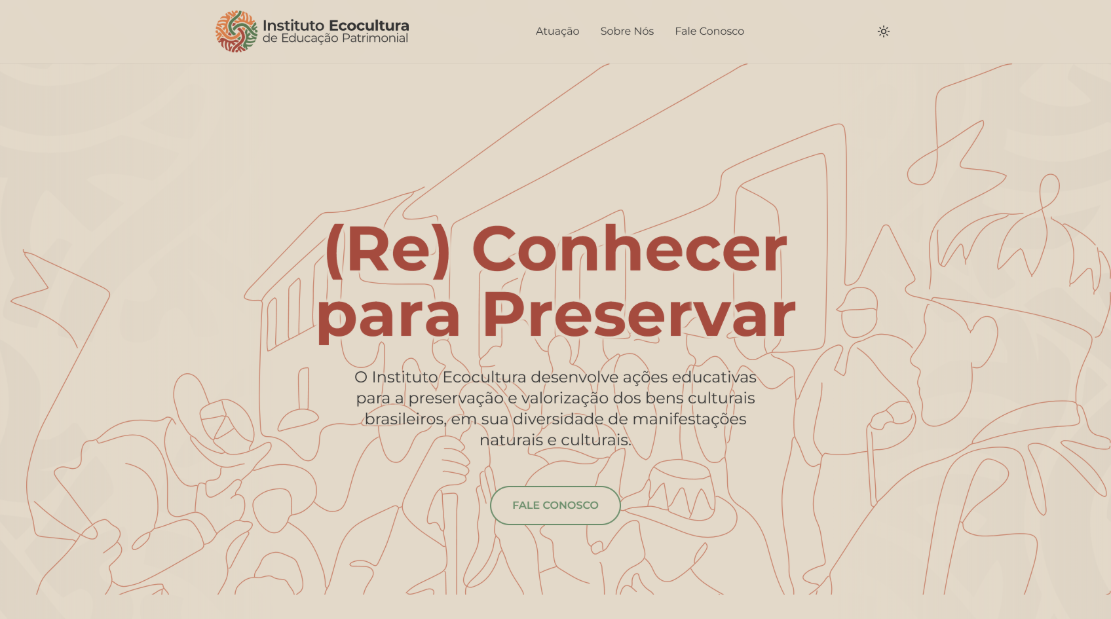 Instituto Ecocultura
de Educação Patrimonial
Atuação Sobre Nós Fale Conosco
(Re) Conhecer
para Preservar
O Instituto Ecocultura desenvolve ações educativas
para a preservação e valorização dos bens culturais
brasileiros, em sua diversidade de manifestações
naturais e culturais.
FALE CONOSCO